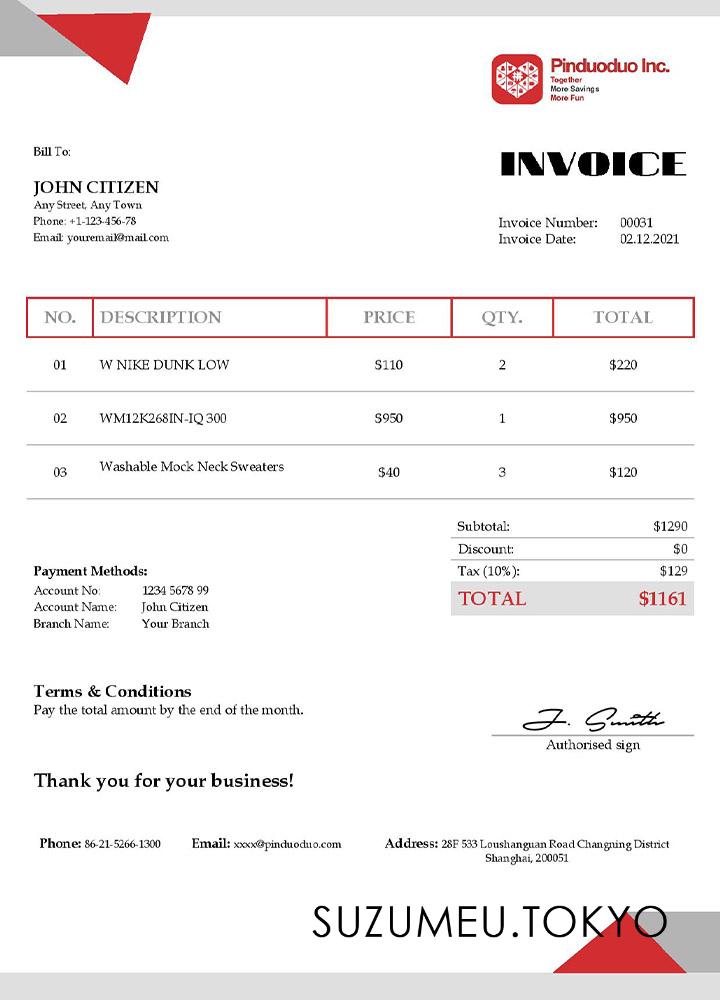 Pinduoduo Inc.
Together
More Savings
More Fun
Bill To:
INVOICE
JOHN CITIZEN
Any Street, Any Town
Phone: +1-123-456-78
Email: youremail@mail.com
Invoice Number: 00031
Invoice Date: 02.12.2021
NO. DESCRIPTION PRICE QTY. TOTAL
01 W NIKE DUNK LOW $110 2 $220
02 WM12K268IN-IQ 300 $950 1 $950
03 Washable Mock Neck Sweaters $40 3 $120
Subtotal: $1290
Discount: $0
Tax (10%): $129
TOTAL $1161
Payment Methods:
Account No: 1234 5678 99
Account Name: John Citizen
Branch Name: Your Branch
Terms & Conditions
Pay the total amount by the end of the month.
J. Smith
Authorised sign
Thank you for your business!
Phone: 86-21-5266-1300 Email: xxxx@pinduoduo.com Address: 28F 533 Loushanguan Road Changning District
Shanghai, 200051
SUZUMEU.TOKYO